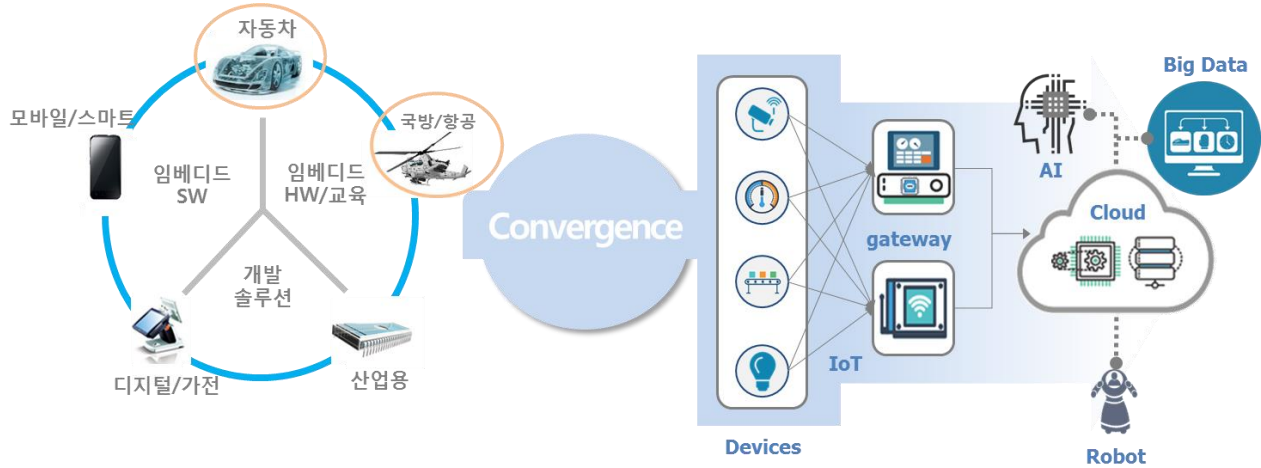 자동차
모바일/스마트
국방/항공
임베디드
SW
임베디드
HW/교육
개발
솔루션
디지털/가전
산업용
Convergence
Devices
gateway
IoT
AI
Big Data
Cloud
Robot